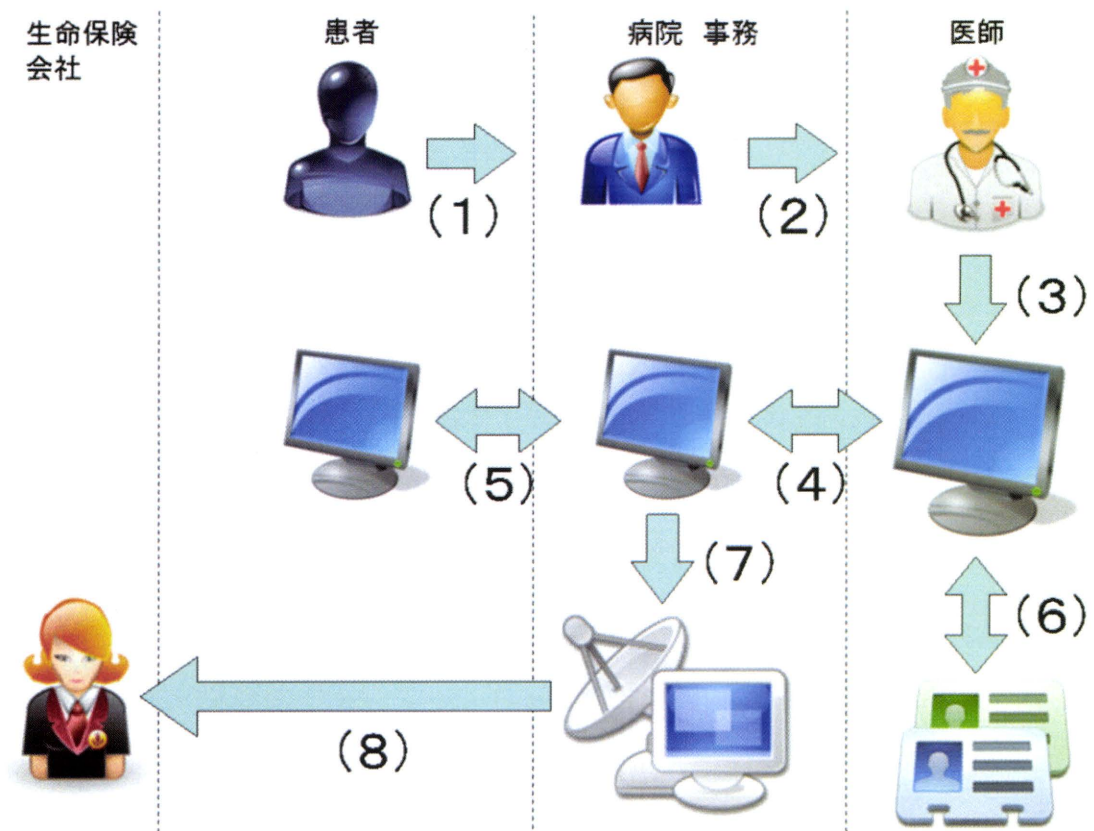 生命保険
会社
患者
病院 事務
医師
(1)
(2)
(3)
(5)
(4)
(7)
(6)
(8)